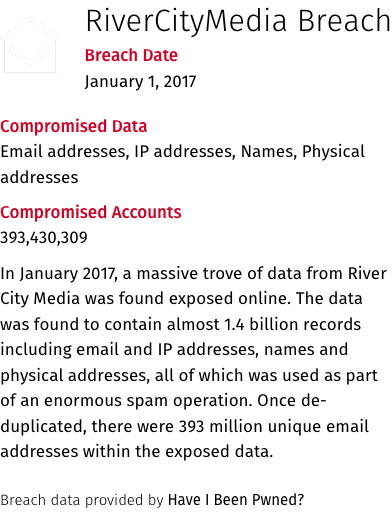 RiverCityMedia Breach
Breach Date
January 1, 2017
Compromised Data
Email addresses, IP addresses, Names, Physical
addresses
Compromised Accounts
393,430,309
In January 2017, a massive trove of data from River
City Media was found exposed online. The data
was found to contain almost 1.4 billion records
including email and IP addresses, names and
physical addresses, all of which was used as part
of an enormous spam operation. Once de-
duplicated, there were 393 million unique email
addresses within the exposed data.
Breach data provided by Have I Been Pwned?